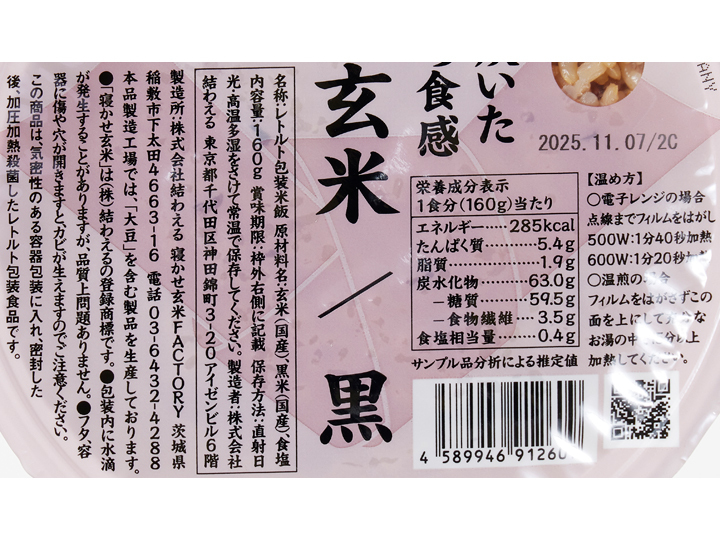 炊いた
食感
玄米／黒
2025.11.07/2C
ANY
【温め方】
○電子レンジの場合
点線までフィルムをはがし
500W:1分40秒加熱
600W:1分20秒加熱
○湯煎の場合
フィルムをはがさずこの
面を上にして
お湯の中に 分以上
加熱してください。
栄養成分表示
1食分(160g)当たり
エネルギー……285kcal
たんぱく質……5.4g
脂質……1.9g
炭水化物……63.0g
―糖質……59.5g
―食物繊維……3.5g
食塩相当量……0.4g
サンプル品分析による推定値
4 589946 91260
名称：レトルト包装米飯 原材料名：玄米（国産）、黒米（国産）食塩
内容量：160g 賞味期限：枠外右側に記載 保存方法：直射日
光・高温多湿をさけて常温で保存してください。製造者：株式会社
結わえる 東京都千代田区神田錦町3-20アイゼンビル6階
製造所：株式会社結わえる 寝かせ玄米FACTORY 茨城県
稲敷市下太田4663-16 電話 03-6432-4288
本品製造工場では、「大豆」を含む製品を生産しております。
●「寝かせ玄米」は（株）結わえるの登録商標です。●包装内に水滴
が発生することがありますが、品質上問題ありません。●フタ、容
器に傷や穴が開きますとカビが生えますのでご注意ください。
この商品は、気密性のある容器包装に入れ、密封した
後、加圧加熱殺菌したレトルト包装食品です。